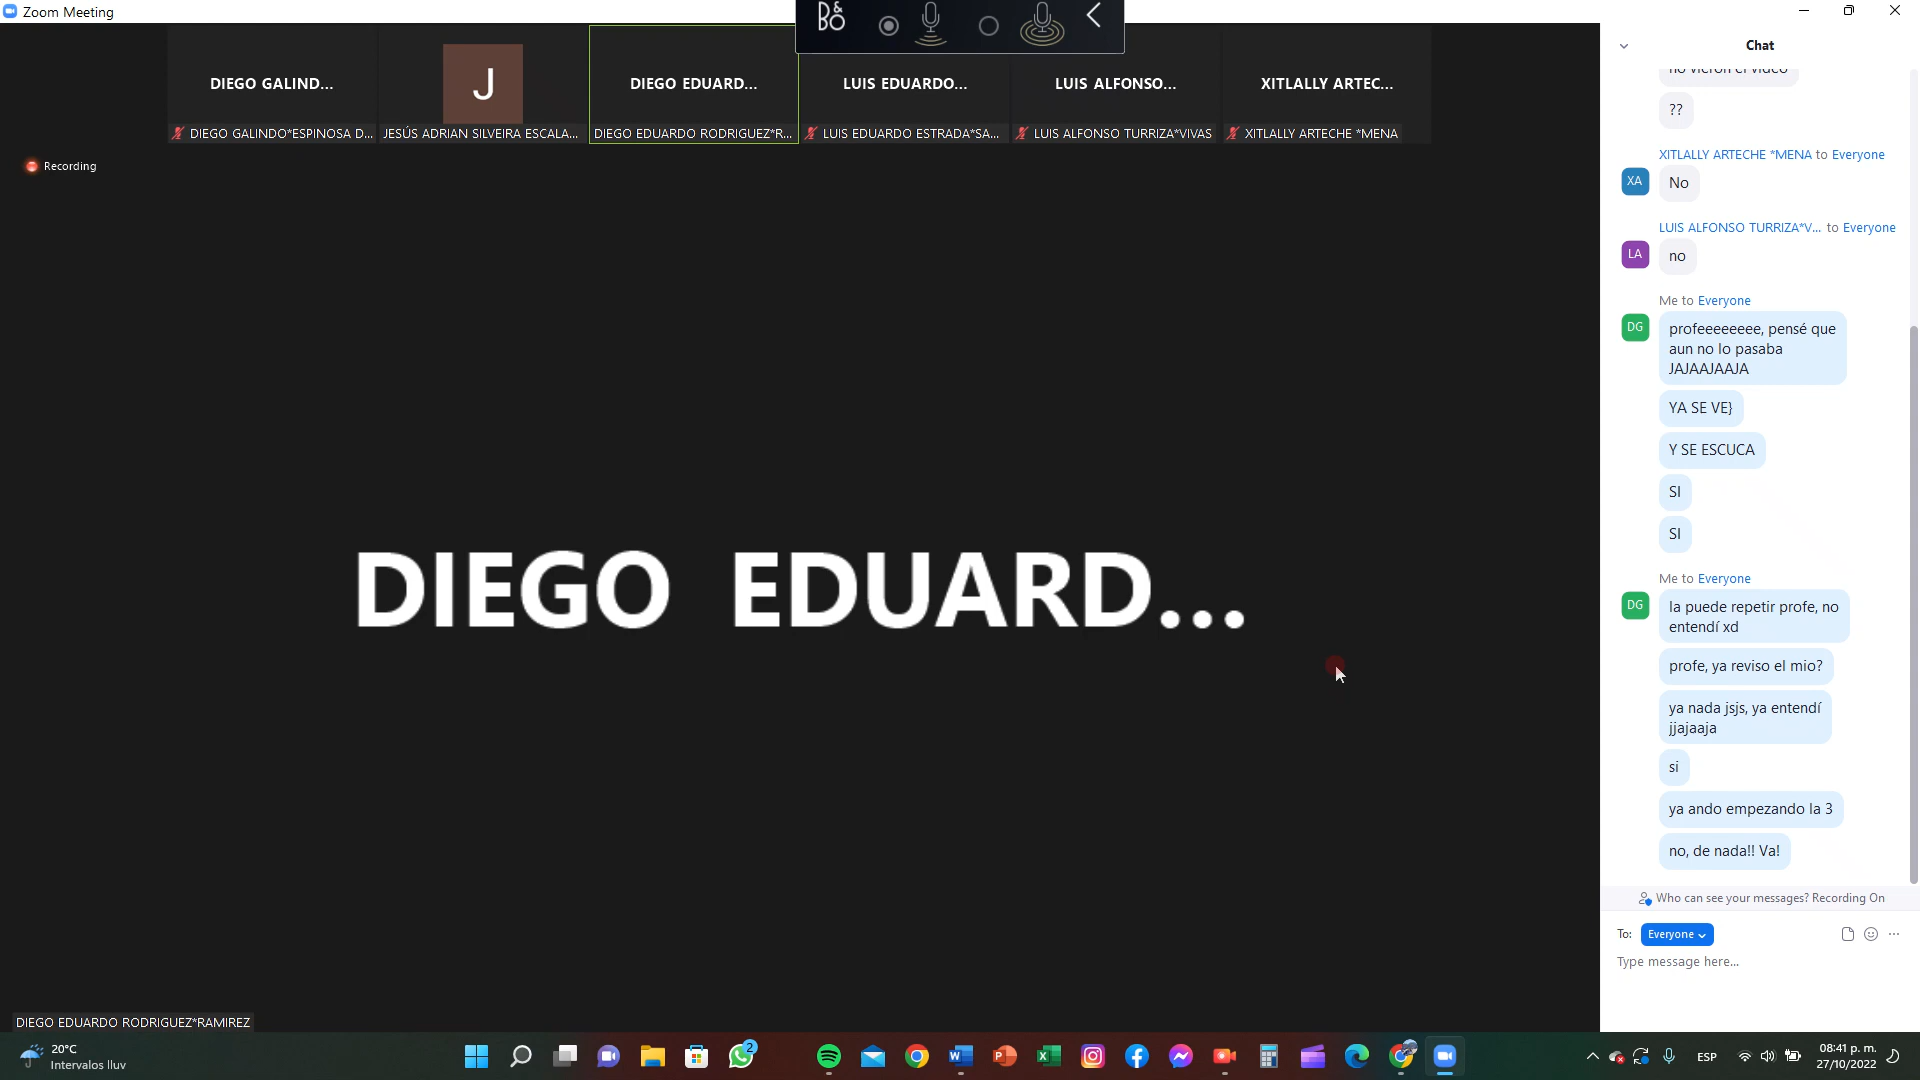 Zoom Meeting
B&O
DIEGO GALIND...
J
DIEGO EDUARD...
LUIS EDUARDO...
LUIS ALFONSO...
XITLALLY ARTEC...
DIEGO GALINDO*ESPINOSA D...
JESÚS ADRIAN SILVEIRA ESCALA...
DIEGO EDUARDO RODRIGUEZ*R...
LUIS EDUARDO ESTRADA*SA...
LUIS ALFONSO TURRIZA*VIVAS
XITLALLY ARTECHE *MENA
Recording
DIEGO EDUARD...
DIEGO EDUARDO RODRIGUEZ*RAMIREZ
Chat
no vieron el video
??
XITLALLY ARTECHE *MENA to Everyone
XA
No
LUIS ALFONSO TURRIZA*V... to Everyone
LA
no
Me to Everyone
DG
profeeeeeeee, pensé que
aun no lo pasaba
JAJAAJAAJA
YA SE VE}
Y SE ESCUCA
SI
SI
Me to Everyone
DG
la puede repetir profe, no
entendí xd
profe, ya reviso el mio?
ya nada jsjs, ya entendí
jjajaaja
si
ya ando empezando la 3
no, de nada!! Va!
Who can see your messages? Recording On
To: Everyone
Type message here...
20°C
Intervalos lluv
2
ESP
08:41 p. m.
27/10/2022